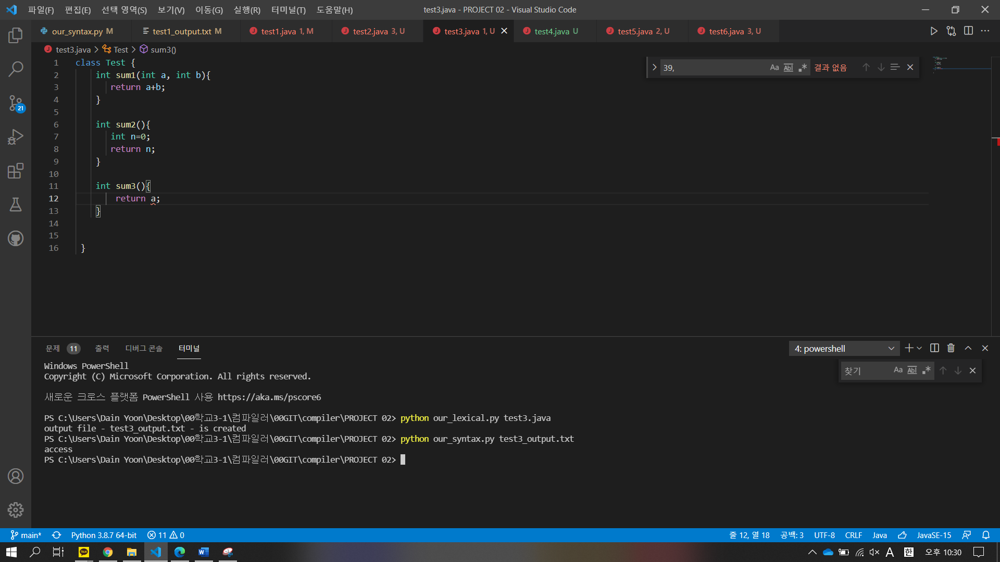 파일(F) 편집(E) 선택 영역(S) 보기(V) 이동(G) 실행(R) 터미널(T) 도움말(H) test3.java - PROJECT 02 - Visual Studio Code
our_syntax.py M test1_output.txt M test1.java 1, M test2.java 3, U test3.java 1, U test4.java U test5.java 2, U test6.java 3, U
test3.java > Test > sum3()
39, Aa Abl 결과 없음
1 class Test {
2 int sum1(int a, int b){
3 return a+b;
4 }
5
6 int sum2(){
7 int n=0;
8 return n;
9 }
10
11 int sum3(){
12 return a;
13 }
14
15
16 }
21
문제 11 출력 디버그 콘솔 터미널 4: powershell
찾기 Aa Abl
Windows PowerShell
Copyright (C) Microsoft Corporation. All rights reserved.
새로운 크로스 플랫폼 PowerShell 사용 https://aka.ms/pscore6
PS C:\Users\Dain Yoon\Desktop\00학교3-1\컴파일러\00GIT\compiler\PROJECT 02> python our_lexical.py test3.java
output file - test3_output.txt - is created
PS C:\Users\Dain Yoon\Desktop\00학교3-1\컴파일러\00GIT\compiler\PROJECT 02> python our_syntax.py test3_output.txt
access
PS C:\Users\Dain Yoon\Desktop\00학교3-1\컴파일러\00GIT\compiler\PROJECT 02>
main* Python 3.8.7 64-bit 11 0 줄 12, 열 18 공백: 3 UTF-8 CRLF Java JavaSE-15
TALK W A 한 오후 10:30